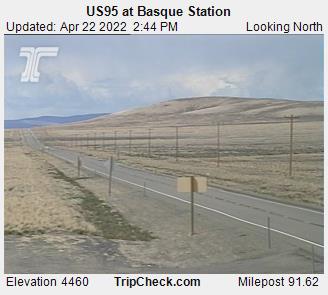 US95 at Basque Station
Updated: Apr 22 2022 2:44 PM Looking North
Elevation 4460 TripCheck.com Milepost 91.62